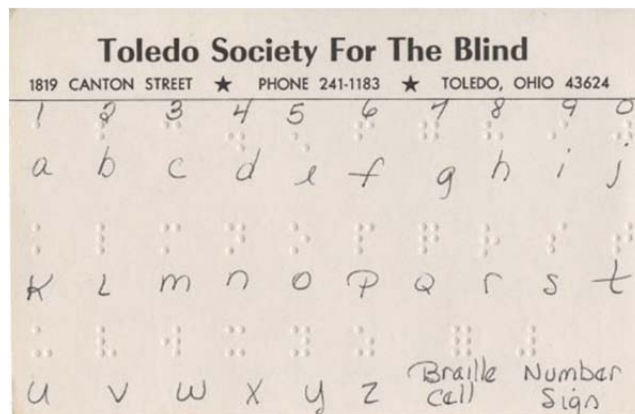 Toledo Society For The Blind
1819 CANTON STREET ★ PHONE 241-1183 ★ TOLEDO, OHIO 43624
1 2 3 4 5 6 7 8 9 0
a b c d e f g h i j
K L m n o P Q r s t
u v w x y z Braille Cell Number Sign